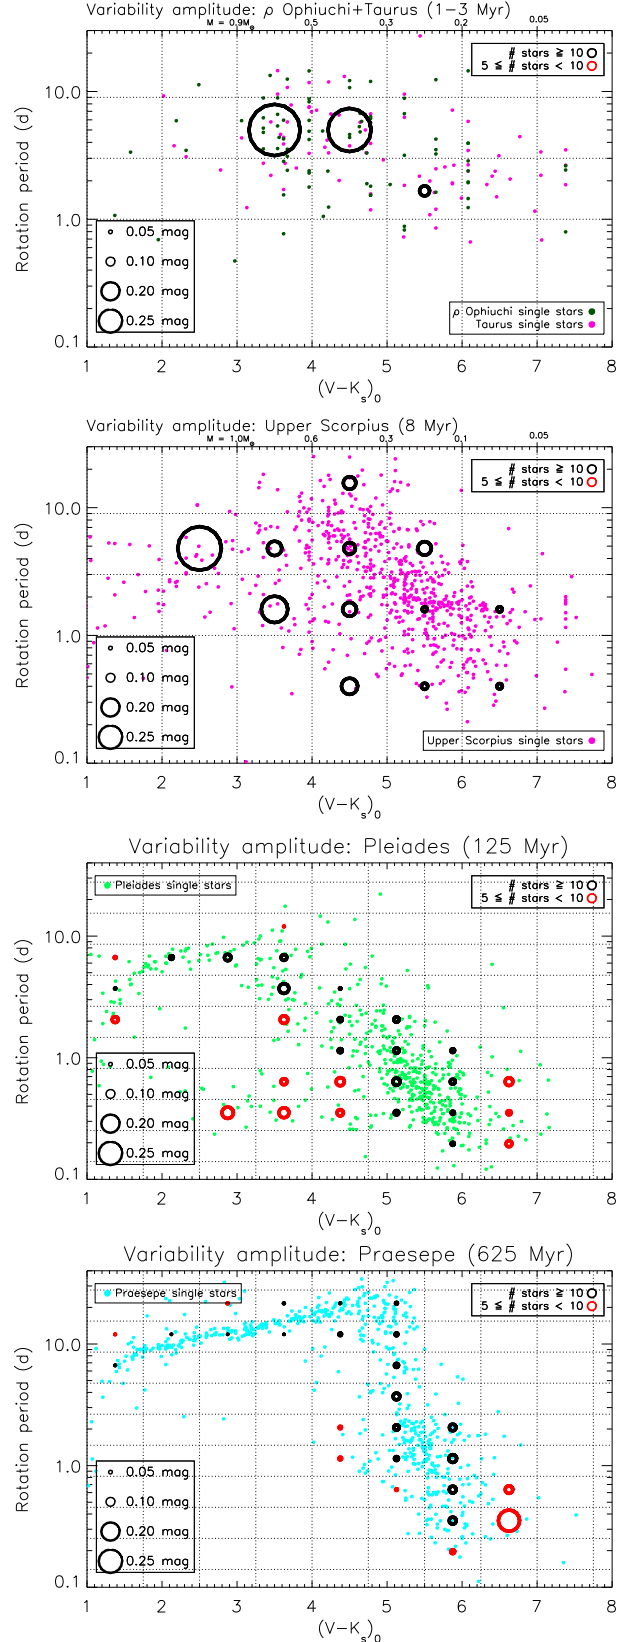 Variability amplitude: ρ Ophiuchi+Taurus (1-3 Myr)
M = 0.9M⊙ 0.5 0.4 0.2 0.05
# stars ≥ 10
5 ≤ # stars < 10
10.0
1.0
0.1
Rotation period (d)
0.05 mag
0.10 mag
0.20 mag
0.25 mag
ρ Ophiuchi single stars
Taurus single stars
1 2 3 4 5 6 7 8
(V-Ks)0
Variability amplitude: Upper Scorpius (8 Myr)
M = 1.0M⊙ 0.6 0.3 0.1 0.05
# stars ≥ 10
5 ≤ # stars < 10
10.0
1.0
0.1
Rotation period (d)
0.05 mag
0.10 mag
0.20 mag
0.25 mag
Upper Scorpius single stars
1 2 3 4 5 6 7 8
(V-Ks)0
Variability amplitude: Pleiades (125 Myr)
Pleiades single stars
# stars ≥ 10
5 ≤ # stars < 10
10.0
1.0
0.1
Rotation period (d)
0.05 mag
0.10 mag
0.20 mag
0.25 mag
1 2 3 4 5 6 7 8
(V-Ks)0
Variability amplitude: Praesepe (625 Myr)
Praesepe single stars
# stars ≥ 10
5 ≤ # stars < 10
10.0
1.0
0.1
Rotation period (d)
0.05 mag
0.10 mag
0.20 mag
0.25 mag
1 2 3 4 5 6 7 8
(V-Ks)0